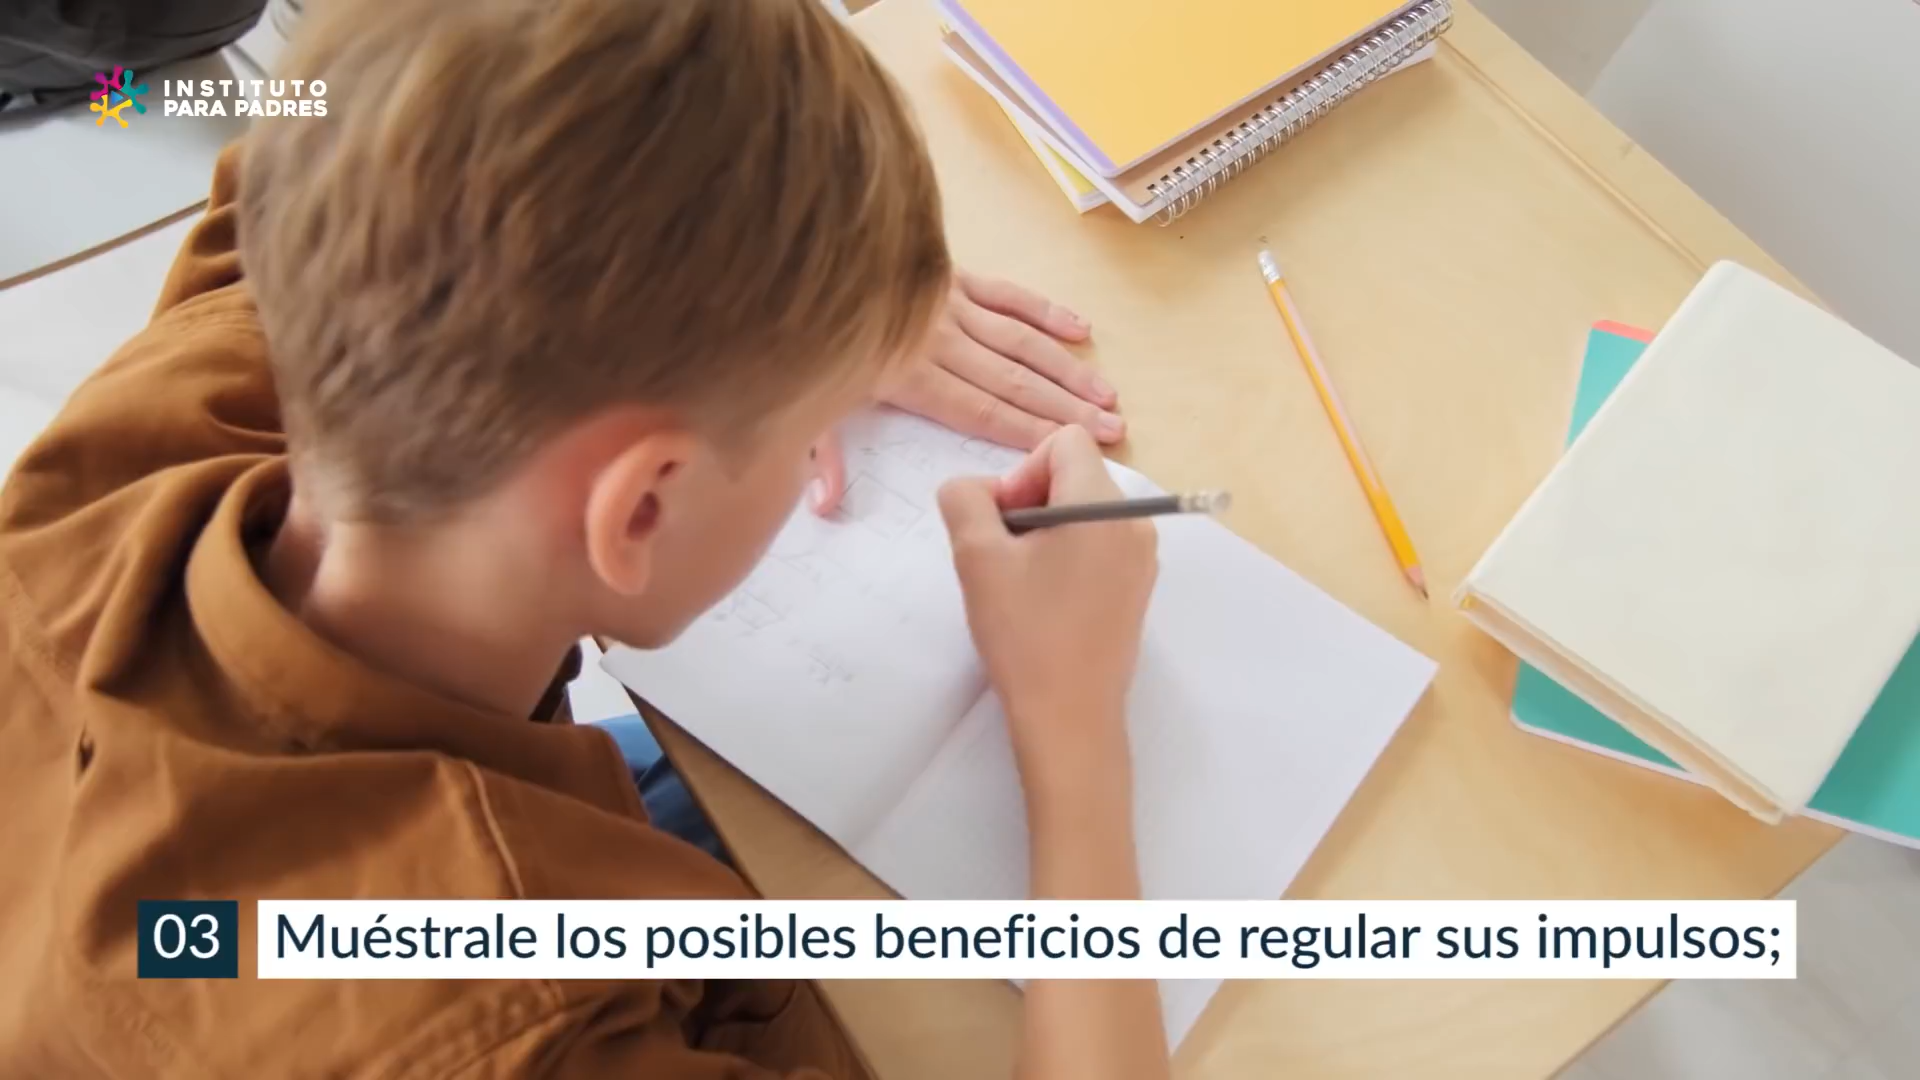 INSTITUTO
PARA PADRES
03 Muéstrale los posibles beneficios de regular sus impulsos;